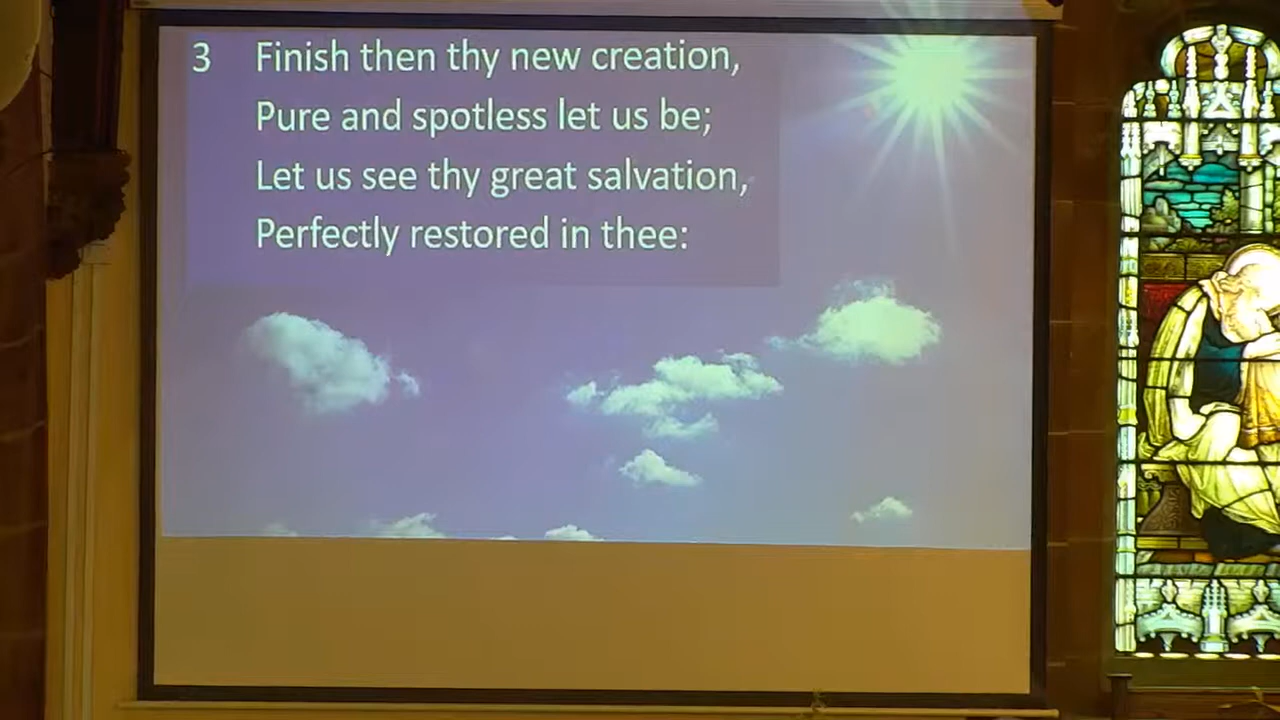 3 Finish then thy new creation,
Pure and spotless let us be;
Let us see thy great salvation,
Perfectly restored in thee: